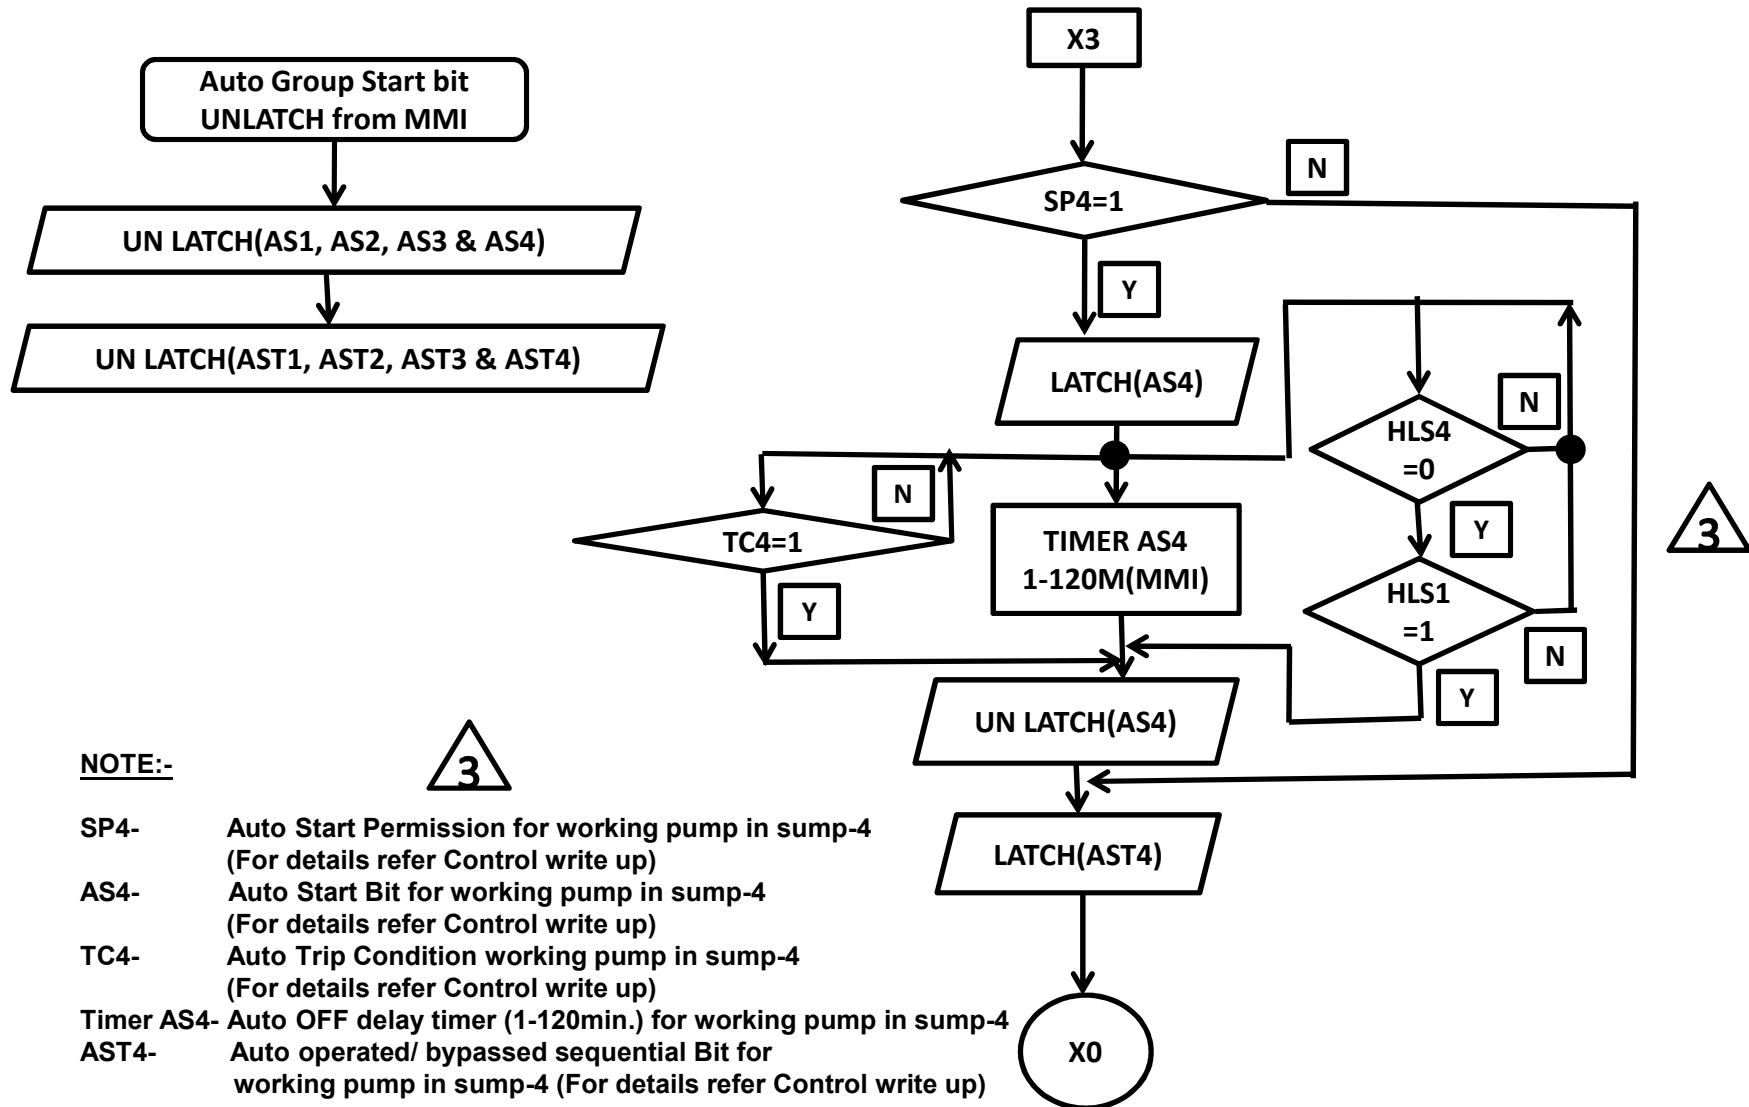 Auto Group Start bit
UNLATCH from MMI
UN LATCH(AS1, AS2, AS3 & AS4)
UN LATCH(AST1, AST2, AST3 & AST4)
X3
SP4=1
N
Y
LATCH(AS4)
HLS4
=0
N
Y
TC4=1
N
Y
TIMER AS4
1-120M(MMI)
HLS1
=1
N
Y
UN LATCH(AS4)
LATCH(AST4)
X0
3
3
NOTE:-
SP4- Auto Start Permission for working pump in sump-4
(For details refer Control write up)
AS4- Auto Start Bit for working pump in sump-4
(For details refer Control write up)
TC4- Auto Trip Condition working pump in sump-4
(For details refer Control write up)
Timer AS4- Auto OFF delay timer (1-120min.) for working pump in sump-4
AST4- Auto operated/ bypassed sequential Bit for
working pump in sump-4 (For details refer Control write up)